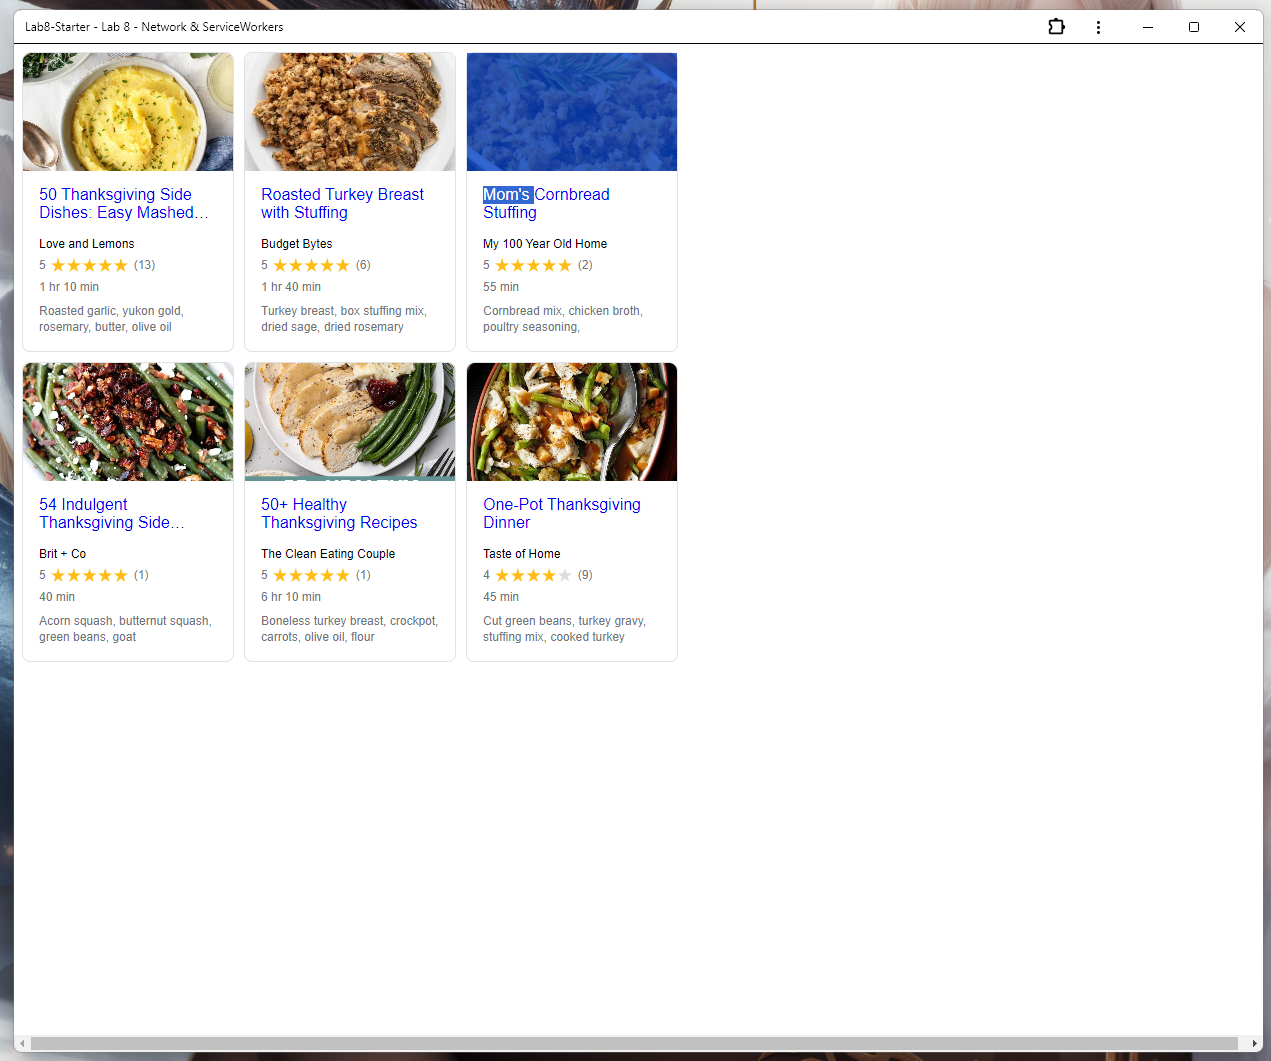 Lab8-Starter - Lab 8 - Network & ServiceWorkers
50 Thanksgiving Side
Dishes: Easy Mashed…
Love and Lemons
5 ★★★★★ (13)
1 hr 10 min
Roasted garlic, yukon gold,
rosemary, butter, olive oil
Roasted Turkey Breast
with Stuffing
Budget Bytes
5 ★★★★★ (6)
1 hr 40 min
Turkey breast, box stuffing mix,
dried sage, dried rosemary
Mom's Cornbread
Stuffing
My 100 Year Old Home
5 ★★★★★ (2)
55 min
Cornbread mix, chicken broth,
poultry seasoning,
54 Indulgent
Thanksgiving Side…
Brit + Co
5 ★★★★★ (1)
40 min
Acorn squash, butternut squash,
green beans, goat
50+ Healthy
Thanksgiving Recipes
The Clean Eating Couple
5 ★★★★★ (1)
6 hr 10 min
Boneless turkey breast, crockpot,
carrots, olive oil, flour
One-Pot Thanksgiving
Dinner
Taste of Home
4 ★★★★★ (9)
45 min
Cut green beans, turkey gravy,
stuffing mix, cooked turkey